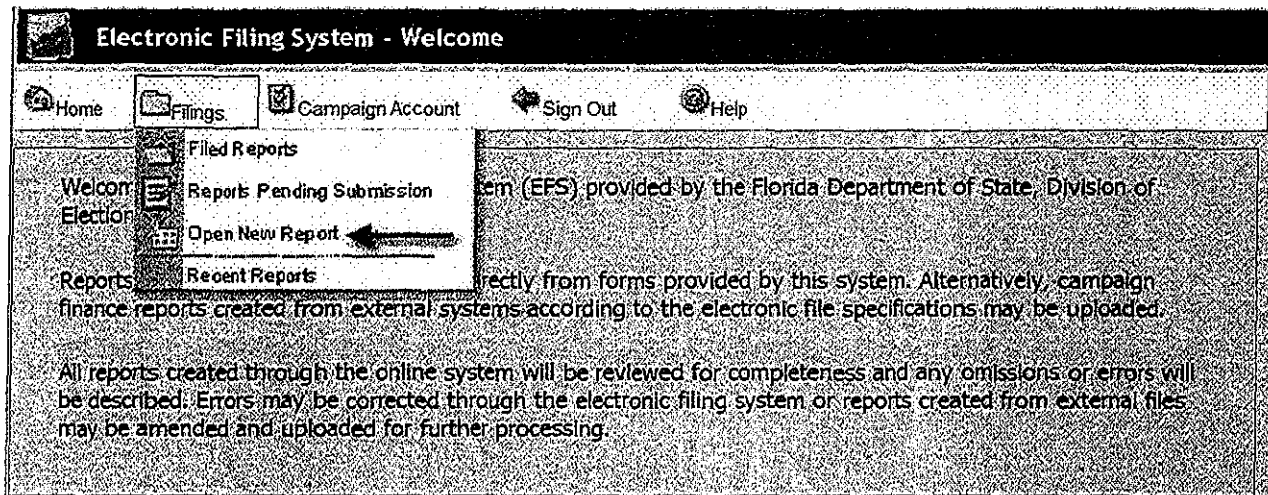 Electronic Filing System - Welcome
Home Filings. Campaign Account Sign Out Help
Filed Reports
Reports Pending Submission
Open New Report
Recent Reports
Welcom em (EFS) provided by the Florida Department of State, Division of
Election
Reports rectly from forms provided by this system. Alternatively, campaign
finance reports created from external systems according to the electronic file specifications may be uploaded.
All reports created through the online system will be reviewed for completeness and any omissions or errors will
be described. Errors may be corrected through the electronic filing system or reports created from external files
may be amended and uploaded for further processing.